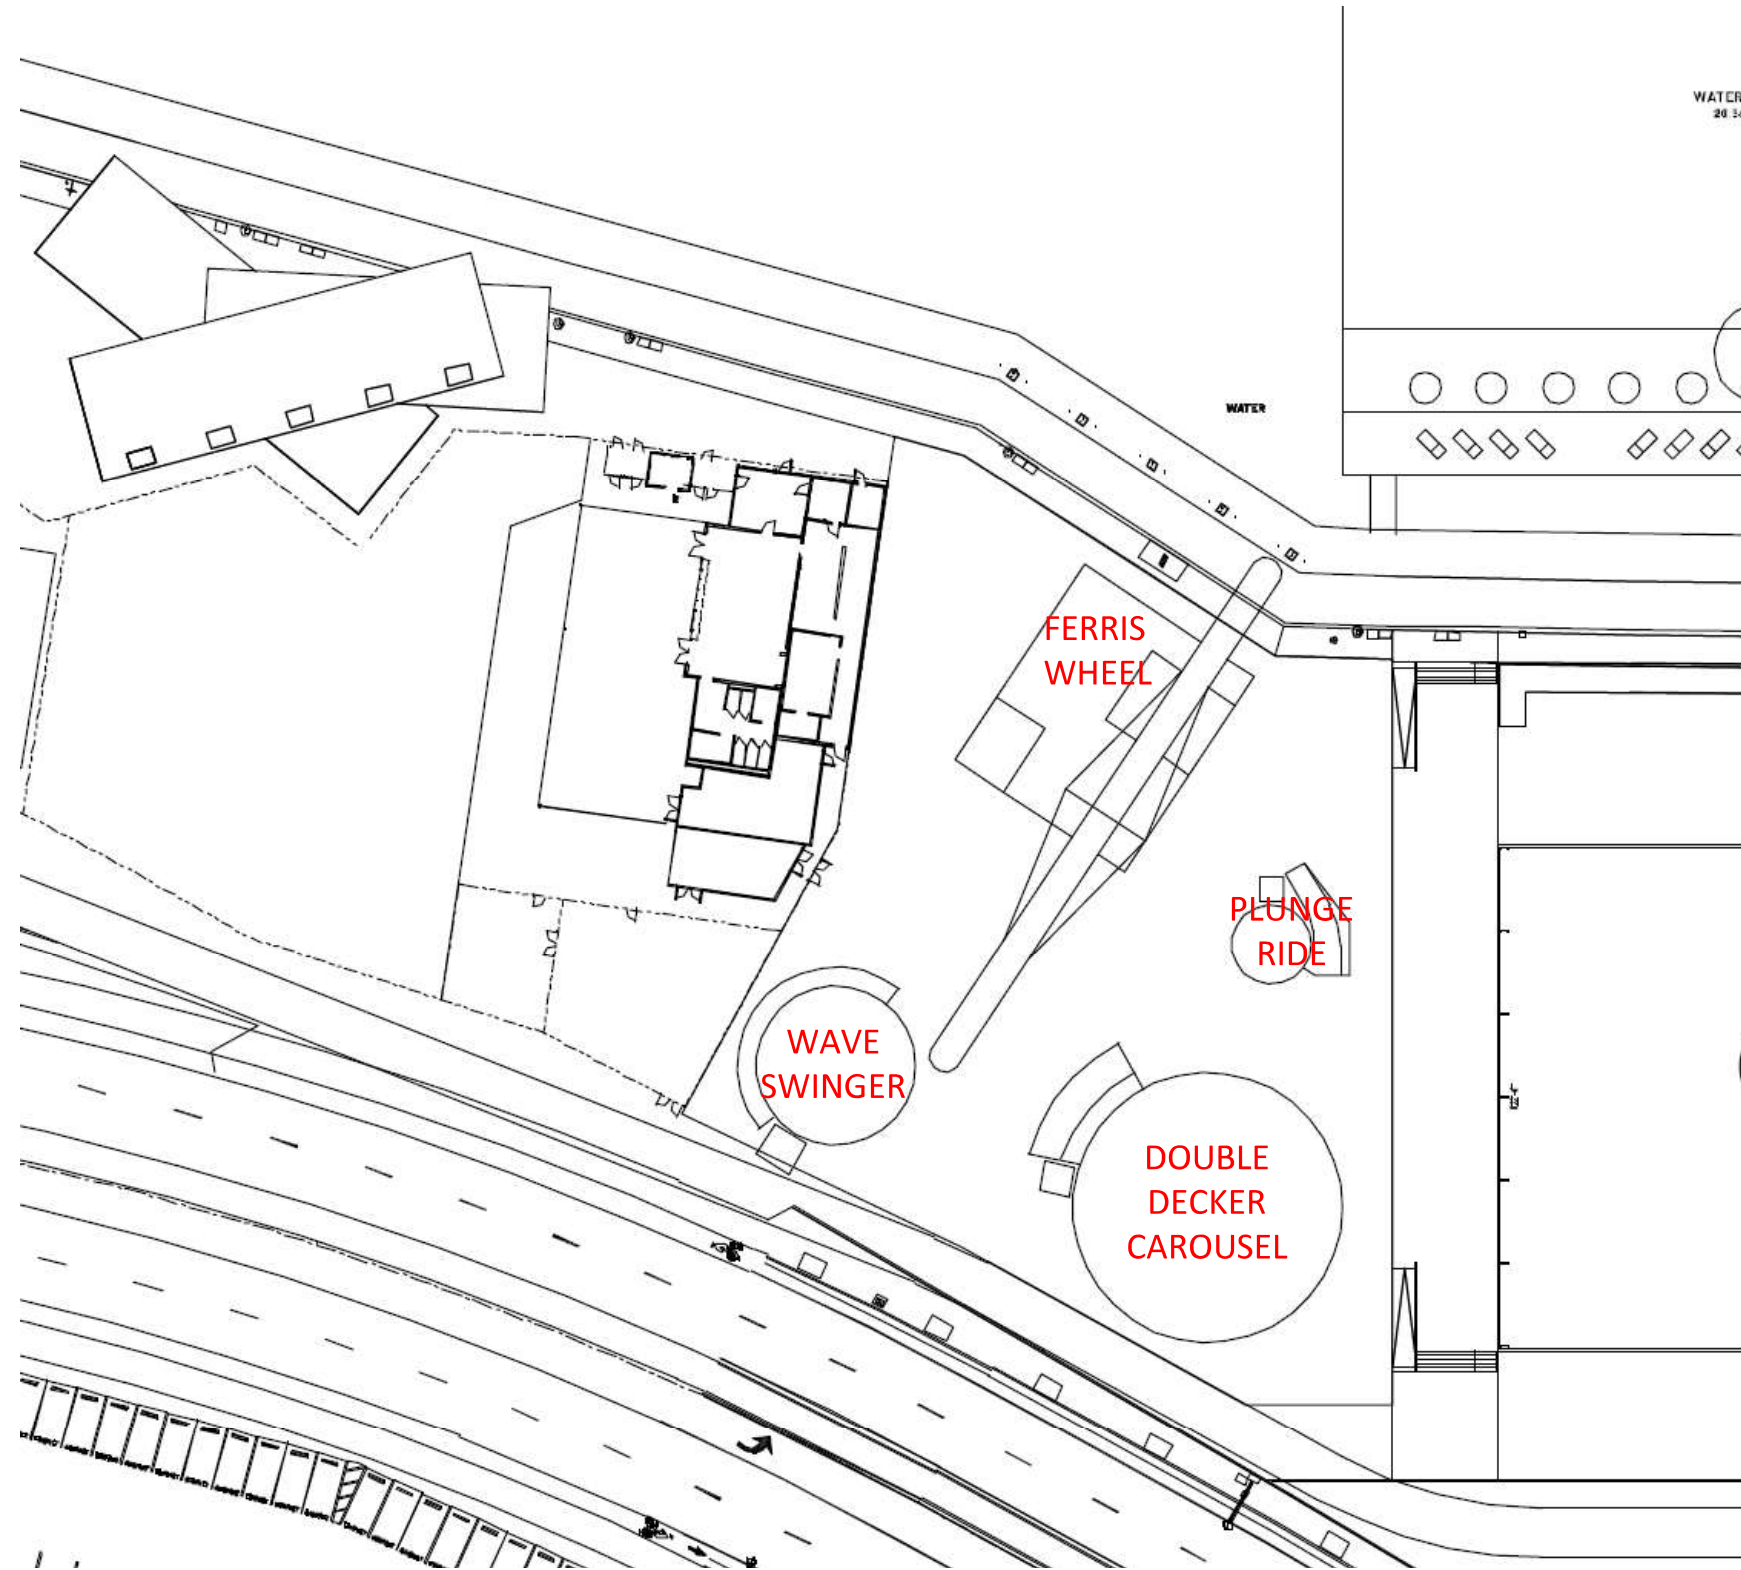 WATER
WATER
FERRIS
WHEEL
PLUNGE
RIDE
WAVE
SWINGER
DOUBLE
DECKER
CAROUSEL